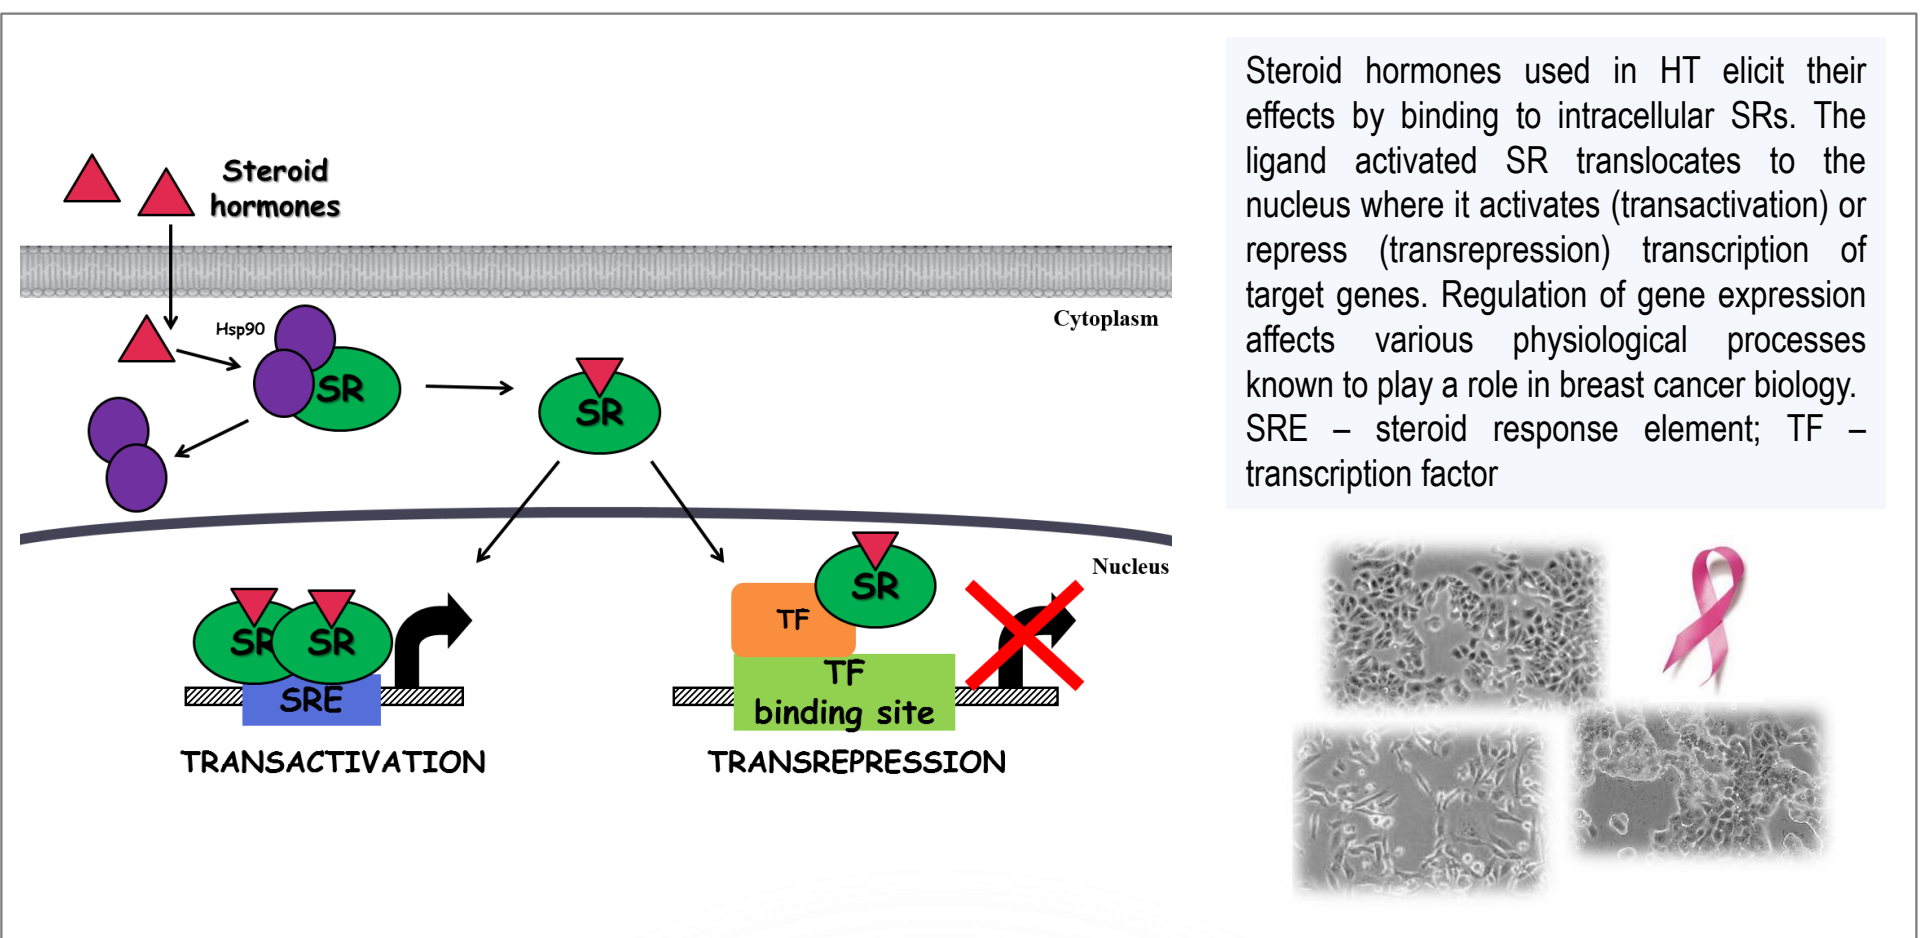 Steroid
hormones
Cytoplasm
Hsp90
SR
SR
Nucleus
SR
SR
SRE
TRANSACTIVATION
SR
TF
TF
binding site
TRANSREPRESSION
Steroid hormones used in HT elicit their
effects by binding to intracellular SRs. The
ligand activated SR translocates to the
nucleus where it activates (transactivation) or
repress (transrepression) transcription of
target genes. Regulation of gene expression
affects various physiological processes
known to play a role in breast cancer biology.
SRE – steroid response element; TF –
transcription factor